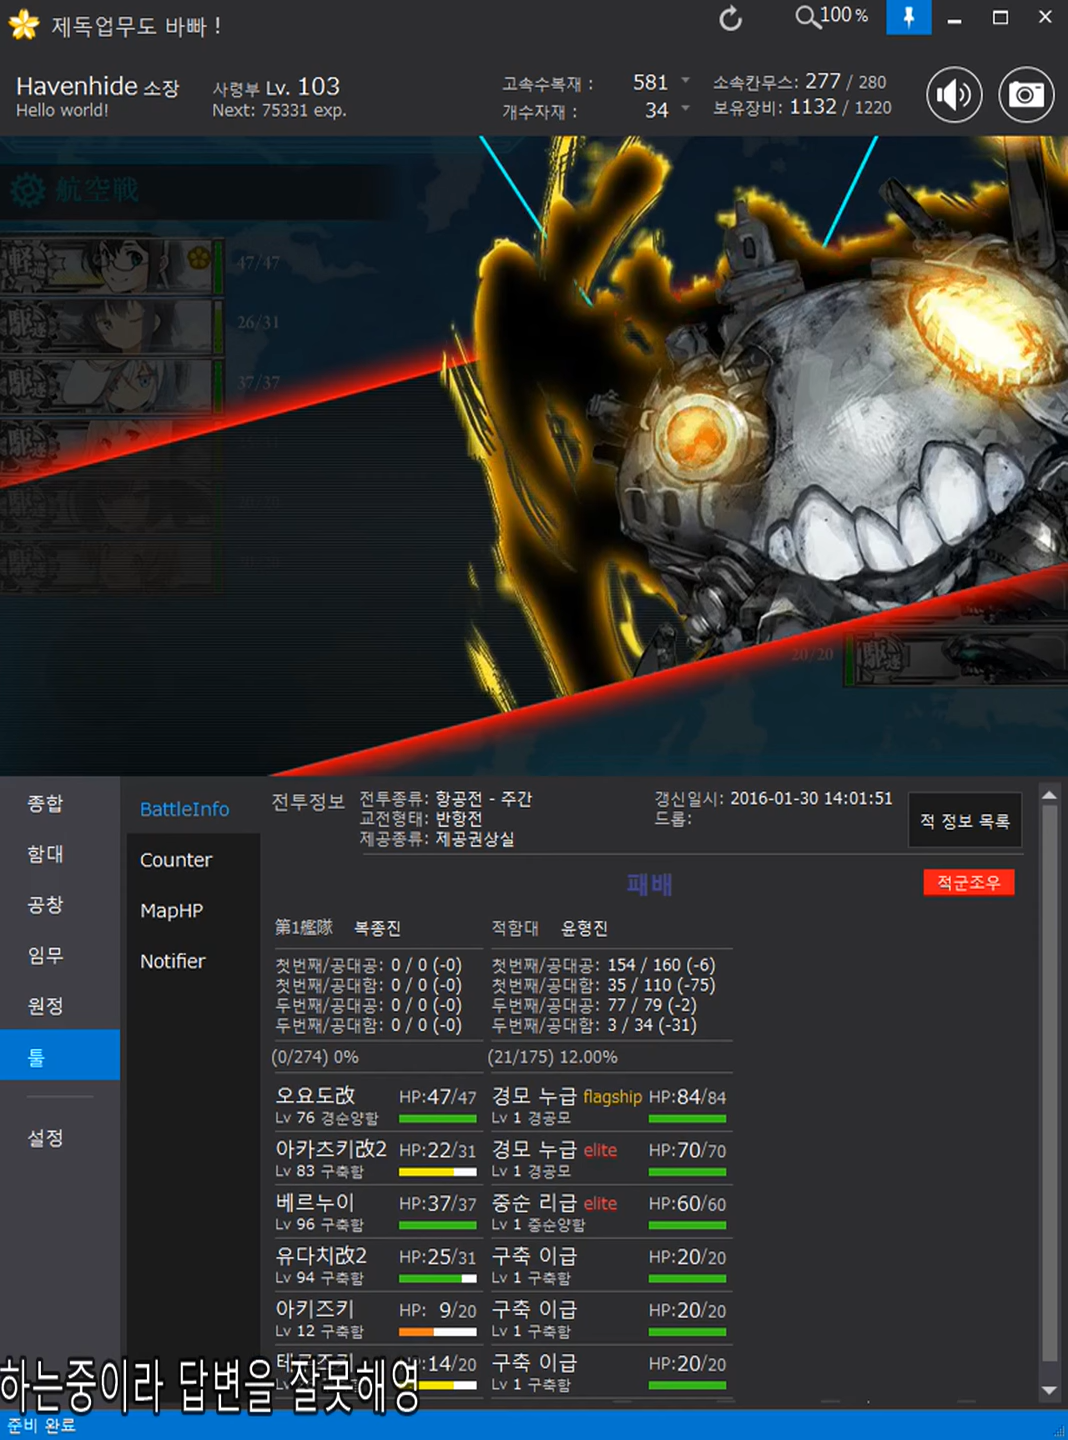 제독업무도 바빠 !
100 %
Havenhide 소장
Hello world!
사령부 Lv. 103
Next: 75331 exp.
고속수복재 : 581
개수자재 : 34
소속칸무스: 277 / 280
보유장비: 1132 / 1220
航空戦
47/47
26/31
37/37
20/20
종합
함대
공창
임무
원정
툴
설정
BattleInfo
Counter
MapHP
Notifier
전투정보
전투종류: 항공전 - 주간
교전형태: 반항전
제공종류: 제공권상실
갱신일시: 2016-01-30 14:01:51
드롭:
적 정보 목록
패배
적군조우
第1艦隊 복종진
첫번째/공대공: 0 / 0 (-0)
첫번째/공대함: 0 / 0 (-0)
두번째/공대공: 0 / 0 (-0)
두번째/공대함: 0 / 0 (-0)
(0/274) 0%
오요도改 HP:47/47
Lv 76 경순양함
아카츠키改2 HP:22/31
Lv 83 구축함
베르누이 HP:37/37
Lv 96 구축함
유다치改2 HP:25/31
Lv 94 구축함
아키즈키 HP: 9/20
Lv 12 구축함
:14/20
적함대 윤형진
첫번째/공대공: 154 / 160 (-6)
첫번째/공대함: 35 / 110 (-75)
두번째/공대공: 77 / 79 (-2)
두번째/공대함: 3 / 34 (-31)
(21/175) 12.00%
경모 누급 flagship HP:84/84
Lv 1 경공모
경모 누급 elite HP:70/70
Lv 1 경공모
중순 리급 elite HP:60/60
Lv 1 중순양함
구축 이급 HP:20/20
Lv 1 구축함
구축 이급 HP:20/20
Lv 1 구축함
구축 이급 HP:20/20
Lv 1 구축함
하는중이라 답변을 잘못해영
준비 완료